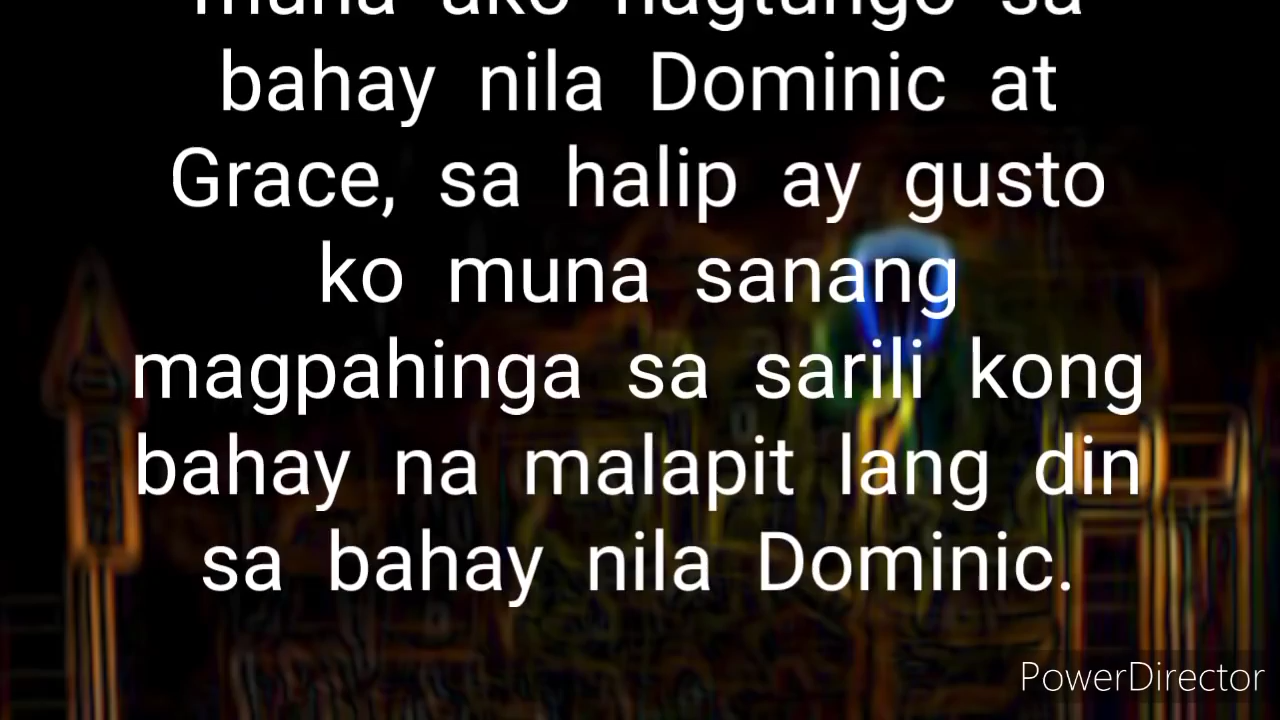 muna ako nagtungo sa
bahay nila Dominic at
Grace, sa halip ay gusto
ko muna sanang
magpahinga sa sarili kong
bahay na malapit lang din
sa bahay nila Dominic.
PowerDirector